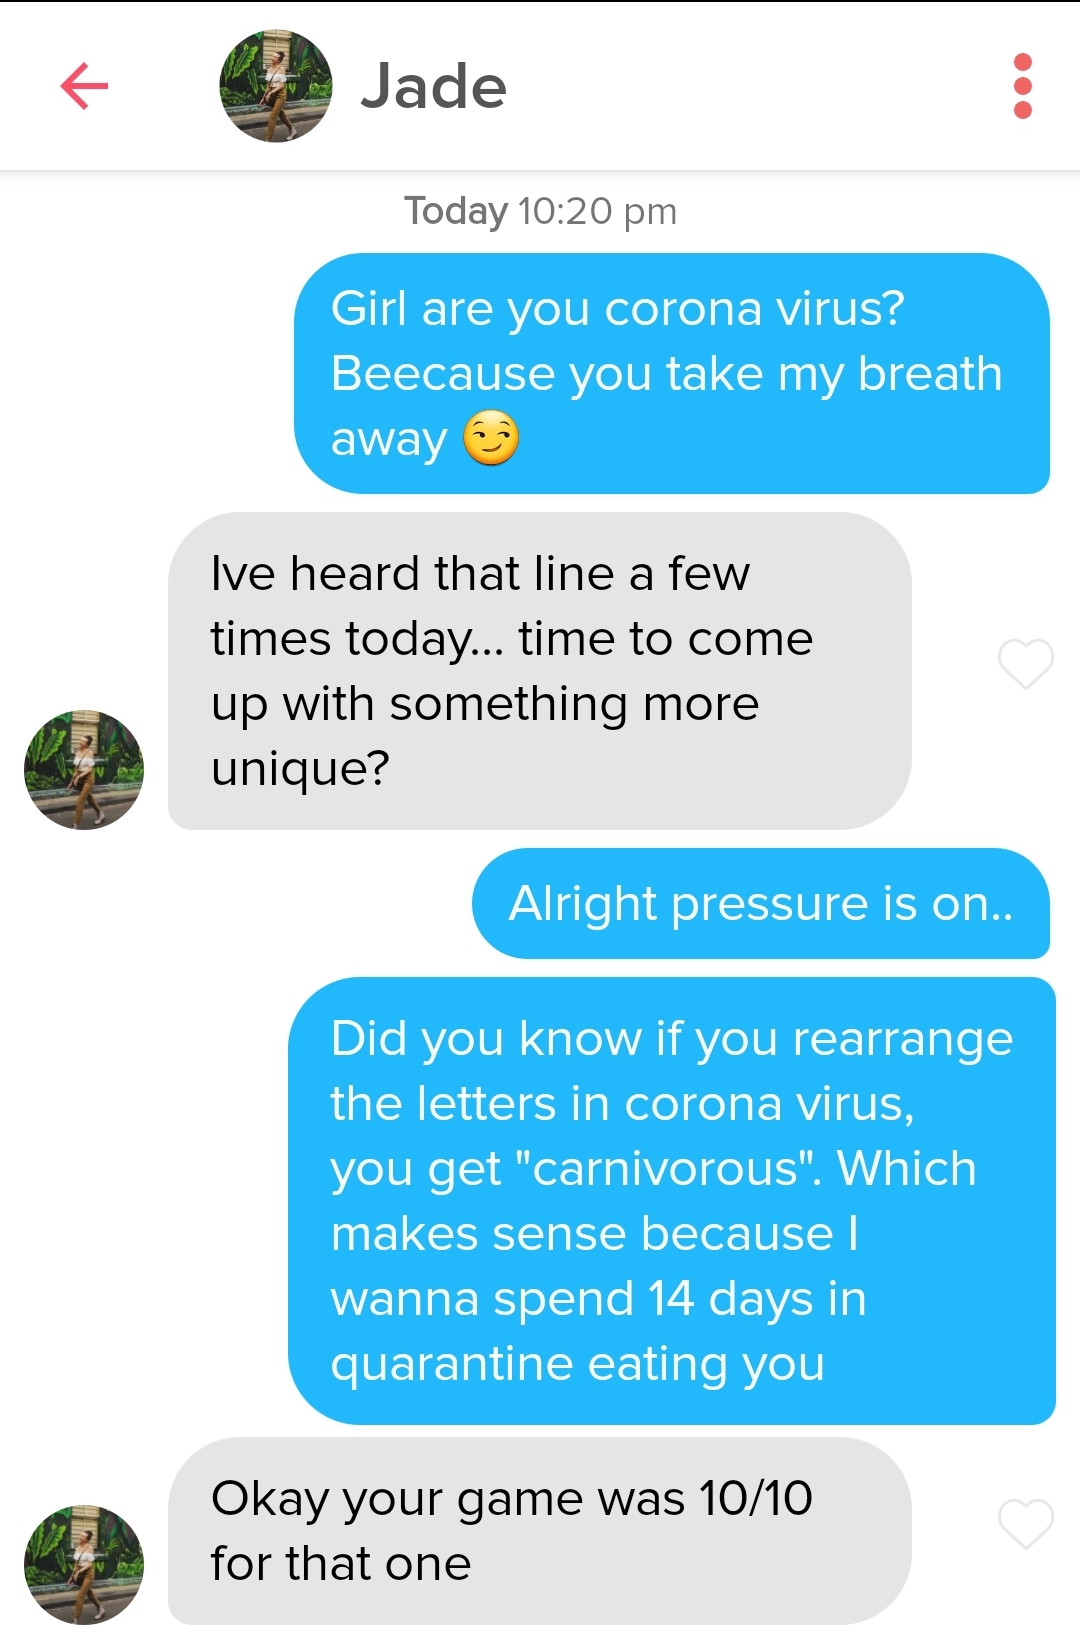 Jade
Today 10:20 pm
Girl are you corona virus?
Beecause you take my breath
away 😏
Ive heard that line a few
times today... time to come
up with something more
unique?
Alright pressure is on..
Did you know if you rearrange
the letters in corona virus,
you get "carnivorous". Which
makes sense because I
wanna spend 14 days in
quarantine eating you
Okay your game was 10/10
for that one